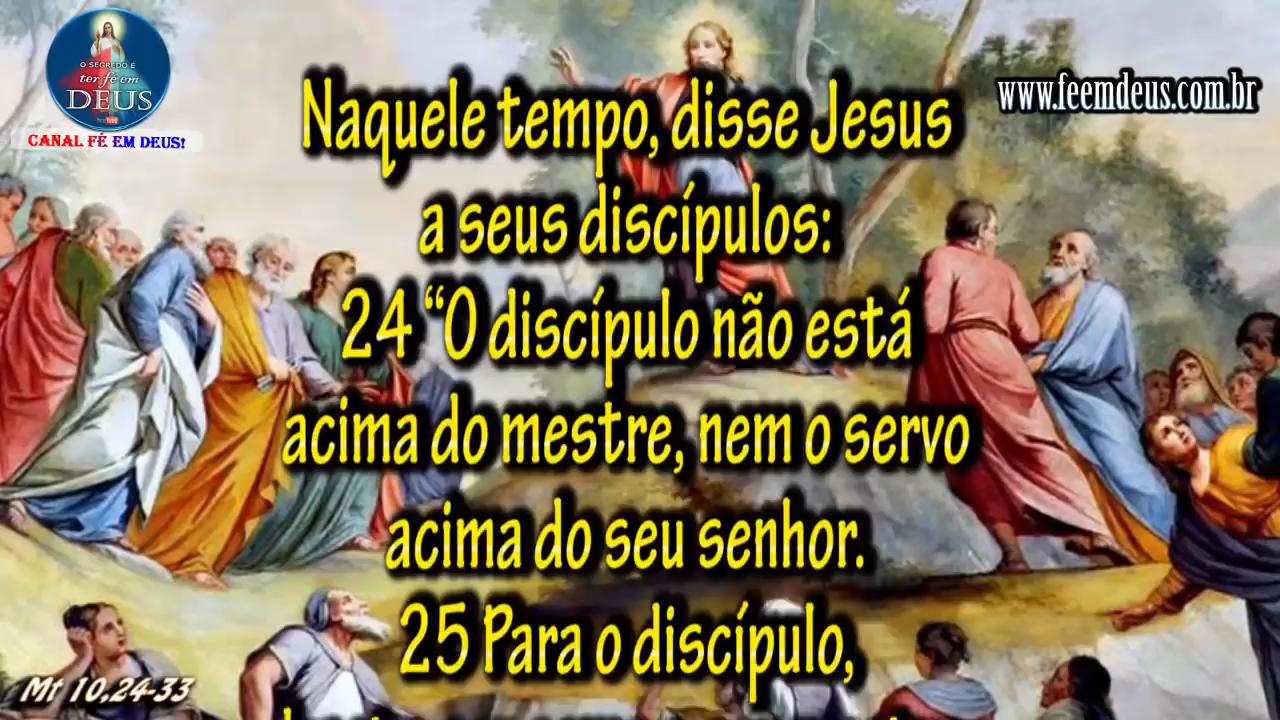 O SEGREDO É
ter fé em
DEUS
CANAL FÉ EM DEUS!
www.feemdeus.com.br
Naquele tempo, disse Jesus
a seus discípulos:
24 “O discípulo não está
acima do mestre, nem o servo
acima do seu senhor.
25 Para o discípulo,
Mt 10,24-33